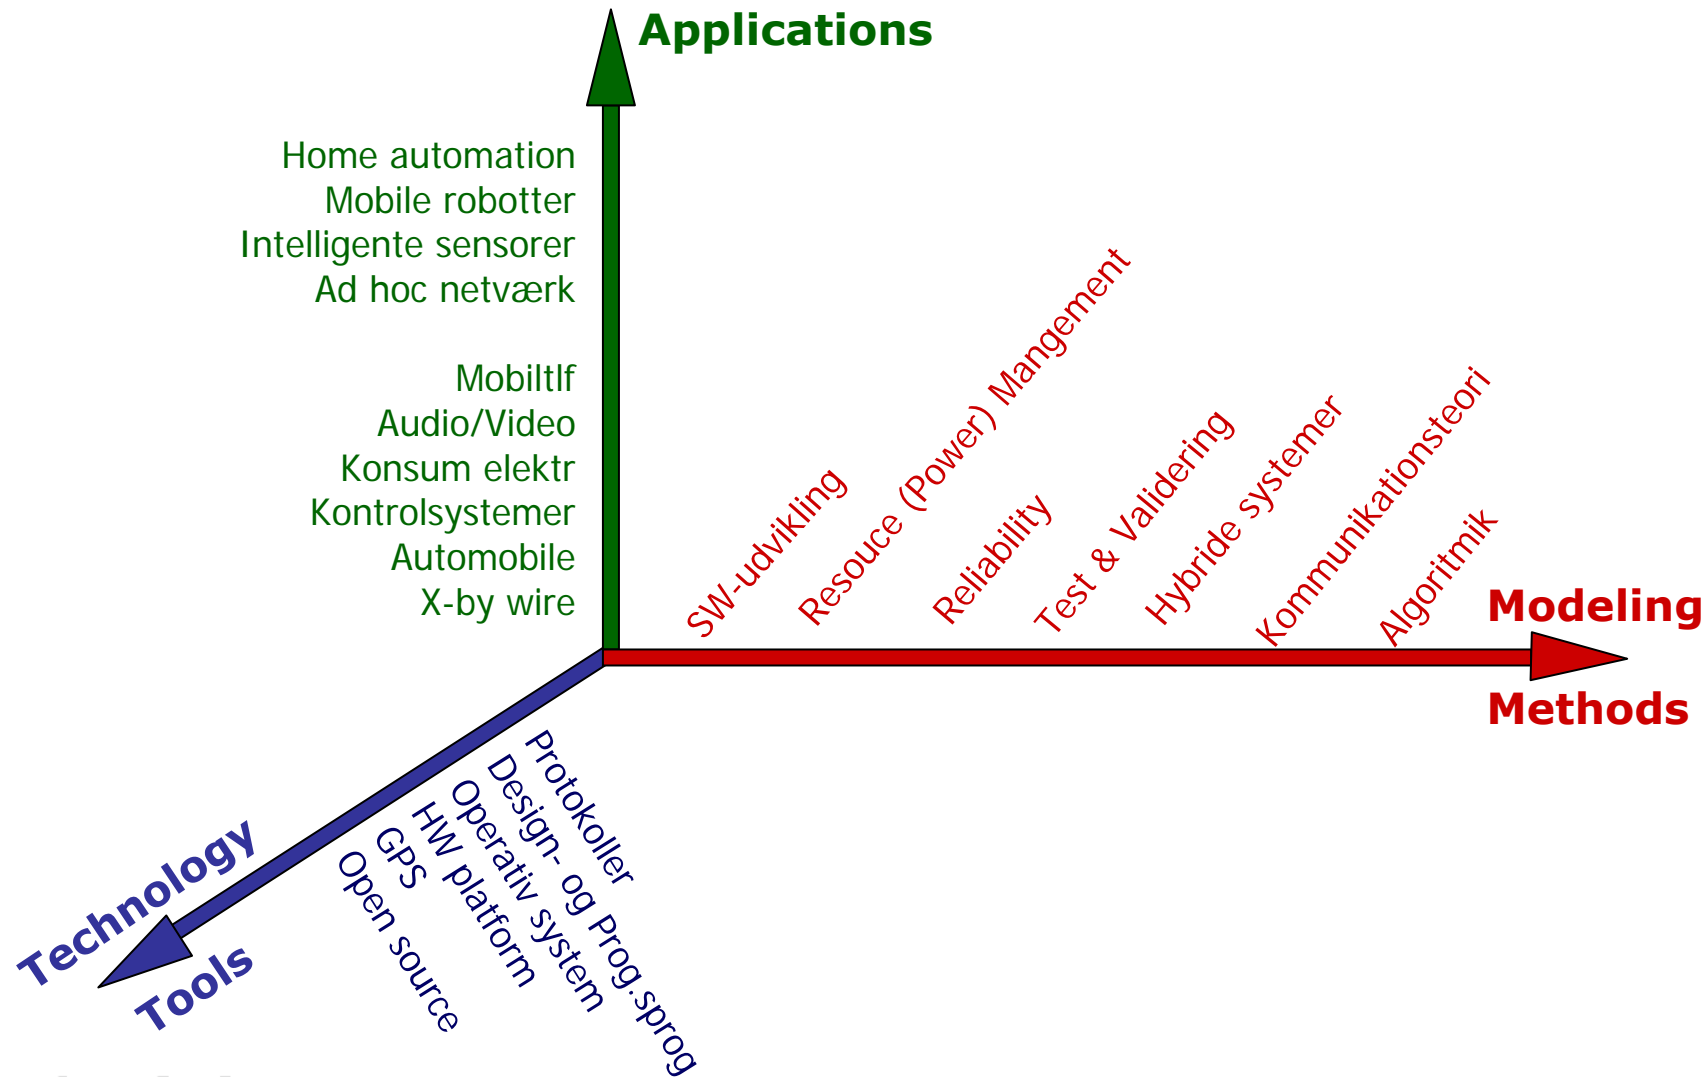 Applications
Home automation
Mobile robotter
Intelligente sensorer
Ad hoc netværk
Mobiltlf
Audio/Video
Konsum elektr
Kontrolsystemer
Automobile
X-by wire
SW-udvikling
Resouce (Power) Mangement
Reliability
Test & Validering
Hybride systemer
Kommunikationsteori
Algoritmik
Modeling
Methods
Protokoller
Design- og Prog.sprog
Operativ system
HW platform
GPS
Open source
Technology
Tools